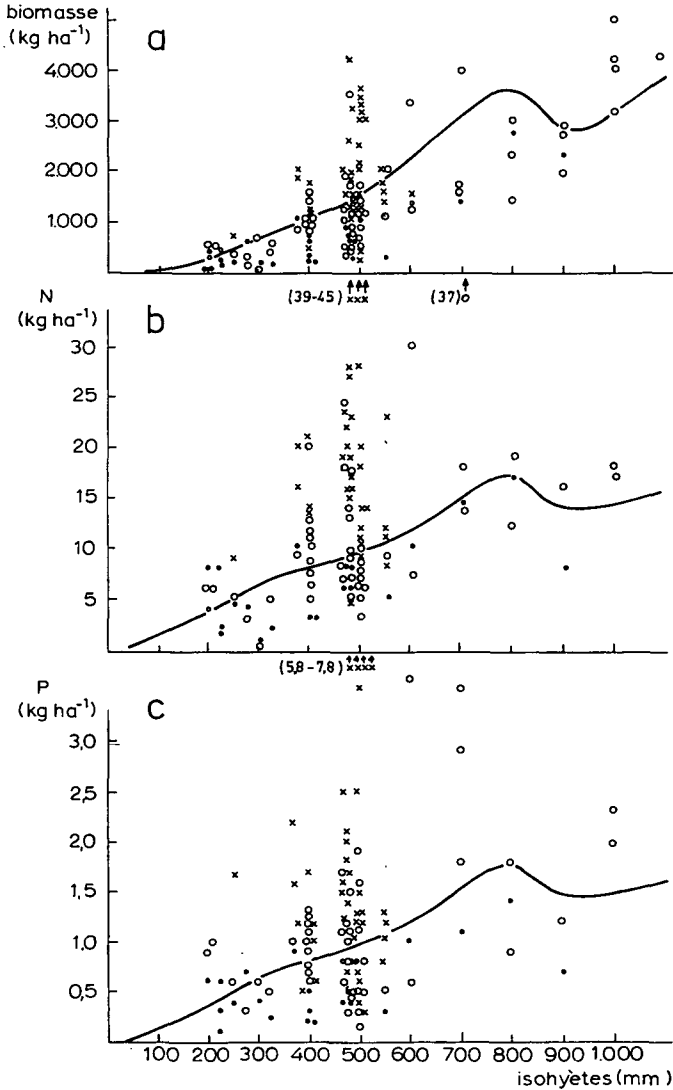 biomasse
(kg ha⁻¹)
a
4.000
3.000
2.000
1.000
N
(kg ha⁻¹)
(39-45)
(37)
b
30
25
20
15
10
5
P
(kg ha⁻¹)
(5,8-7,8)
c
3,0
2,5
2,0
1,5
1,0
0,5
100 200 300 400 500 600 700 800 900 1.000
isohyètes (mm)